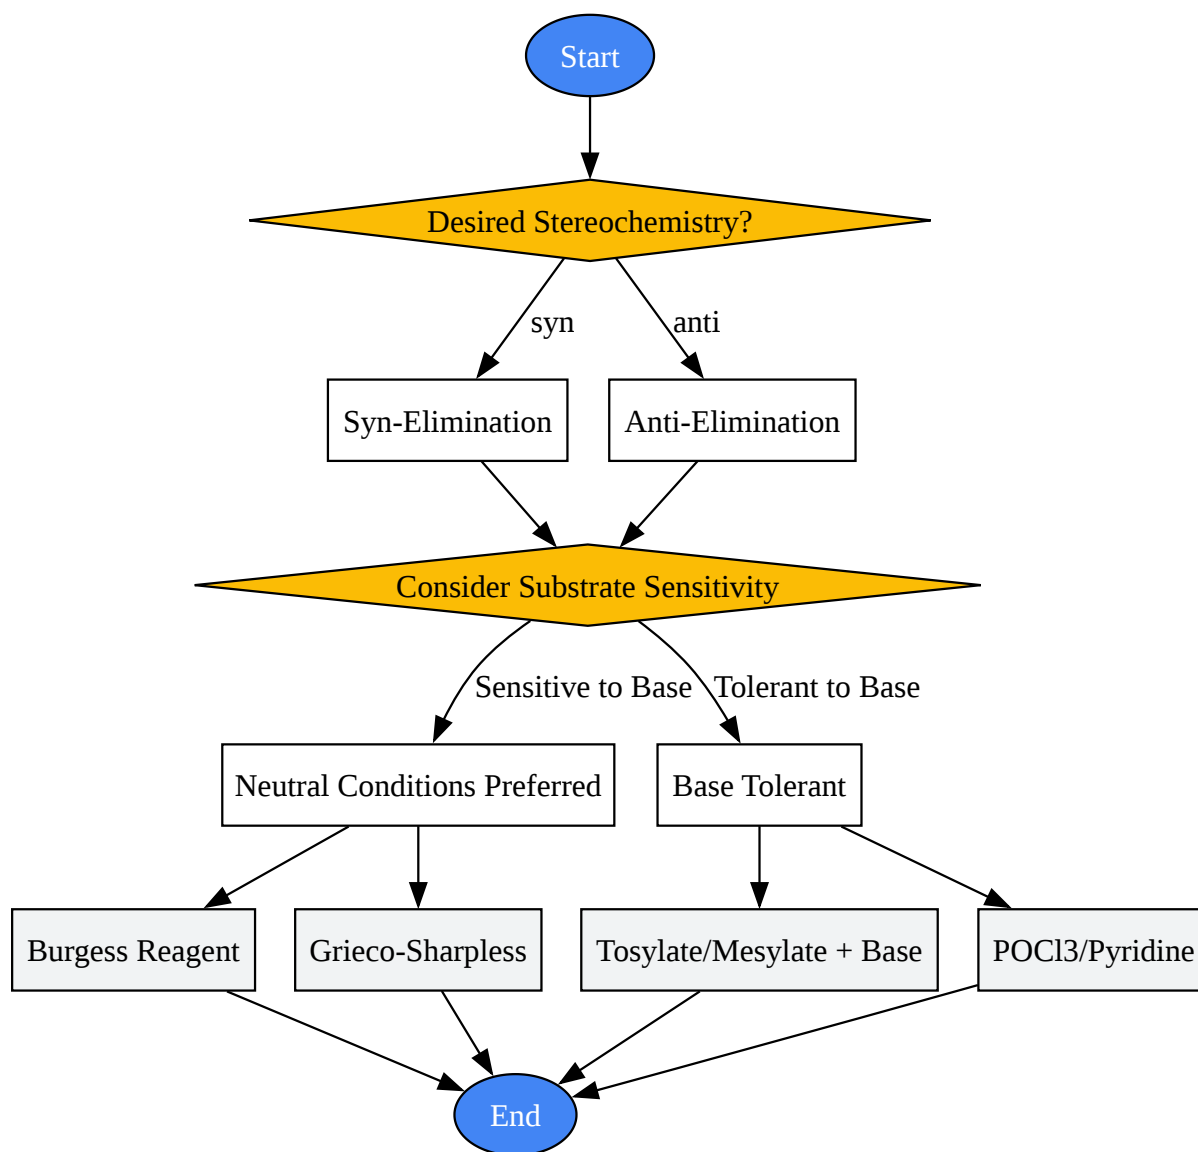 Start
Desired Stereochemistry?
syn
anti
Syn-Elimination
Anti-Elimination
Consider Substrate Sensitivity
Sensitive to Base
Tolerant to Base
Neutral Conditions Preferred
Base Tolerant
Burgess Reagent
Grieco-Sharpless
Tosylate/Mesylate + Base
POCl3/Pyridine
End